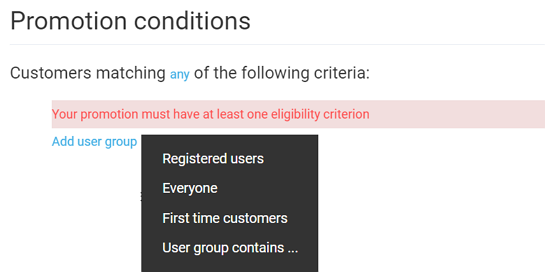 Promotion conditions
Customers matching any of the following criteria:
Your promotion must have at least one eligibility criterion
Add user group
Registered users
Everyone
First time customers
User group contains ...